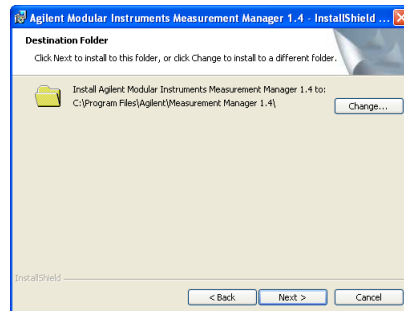 Agilent Modular Instruments Measurement Manager 1.4 - InstallShield ...
Destination Folder
Click Next to install to this folder, or click Change to install to a different folder.
Install Agilent Modular Instruments Measurement Manager 1.4 to:
C:\Program Files\Agilent\Measurement Manager 1.4\
Change...
InstallShield
< Back
Next >
Cancel